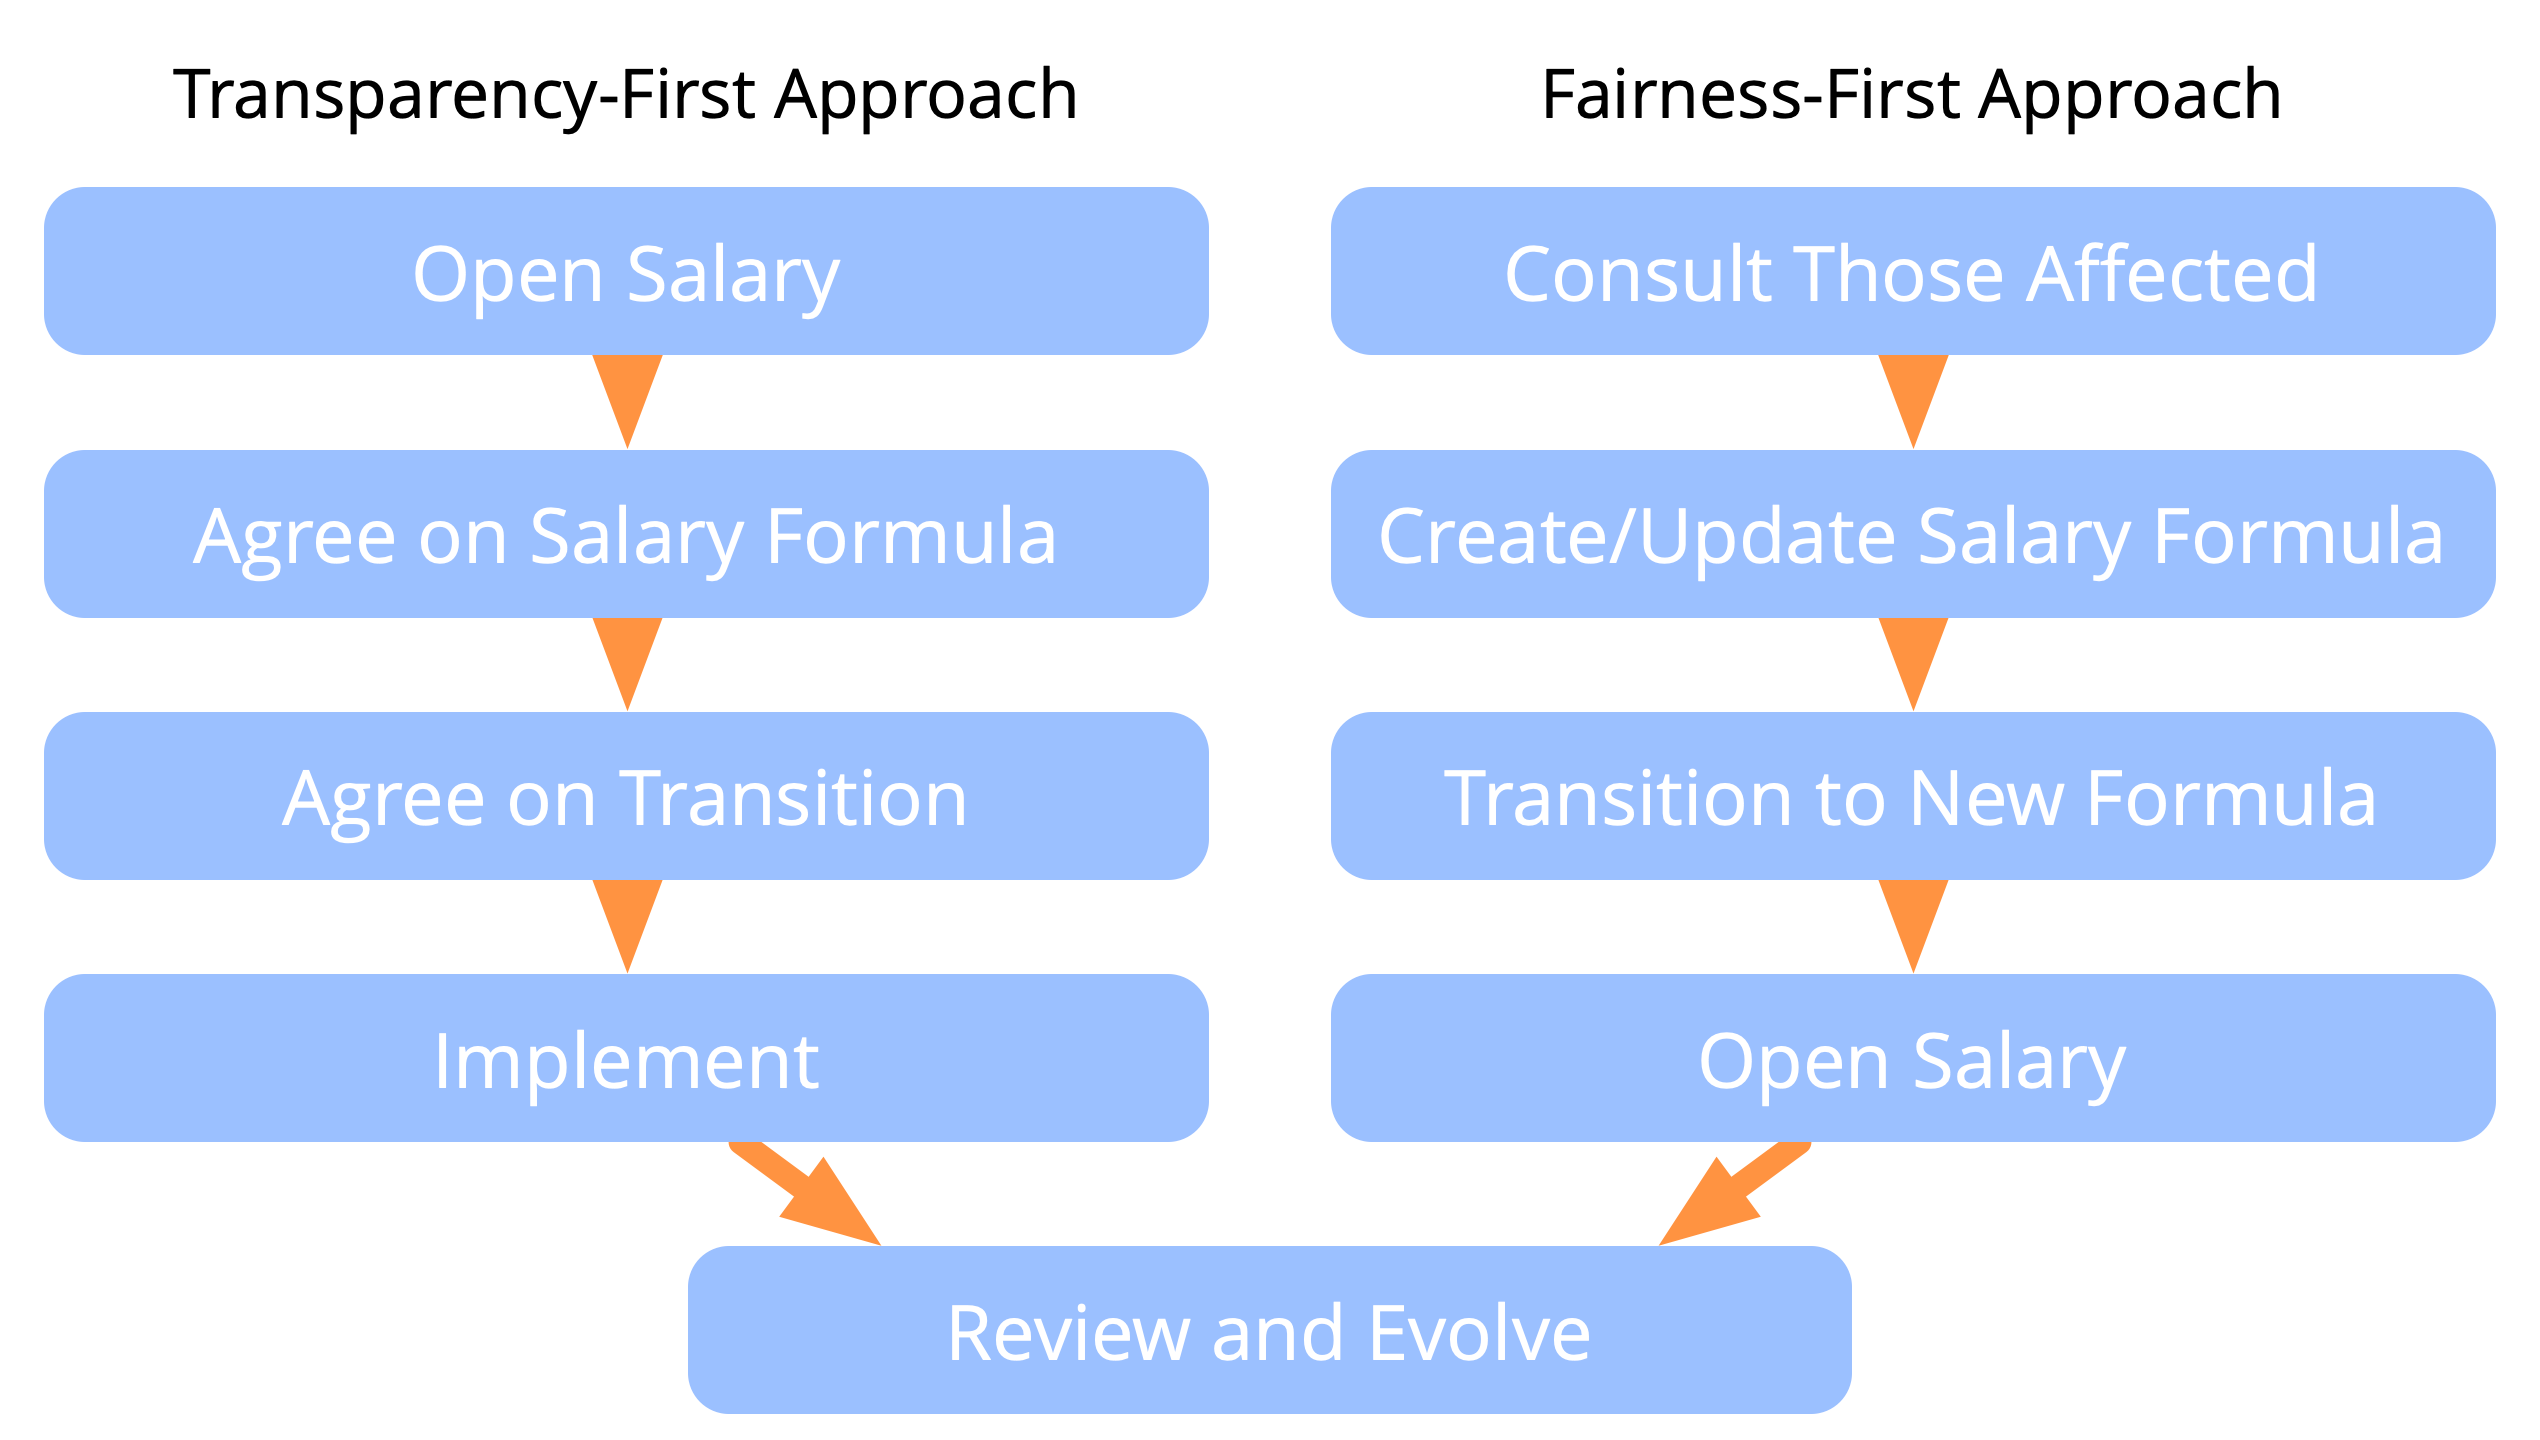 Transparency-First Approach
Open Salary
Agree on Salary Formula
Agree on Transition
Implement
Fairness-First Approach
Consult Those Affected
Create/Update Salary Formula
Transition to New Formula
Open Salary
Review and Evolve